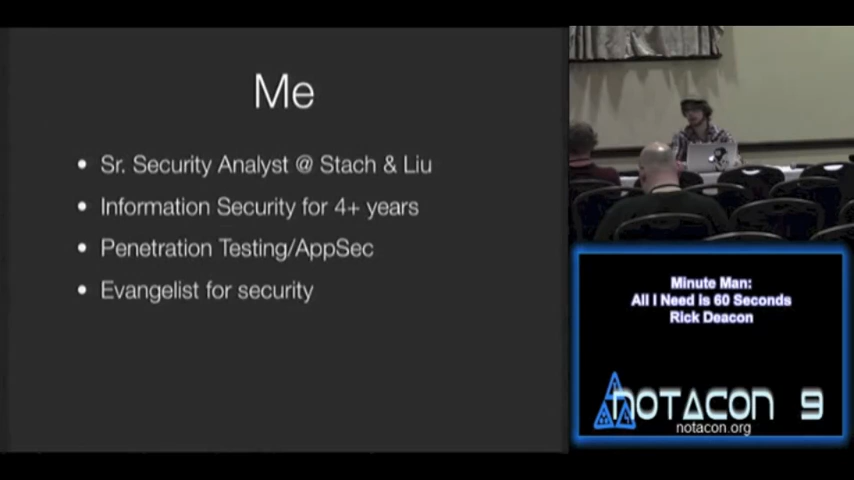 Me
Sr. Security Analyst @ Stach & Liu
Information Security for 4+ years
Penetration Testing/AppSec
Evangelist for security
Minute Man:
All I Need is 60 Seconds
Rick Deacon
NOTACON 9
notacon.org